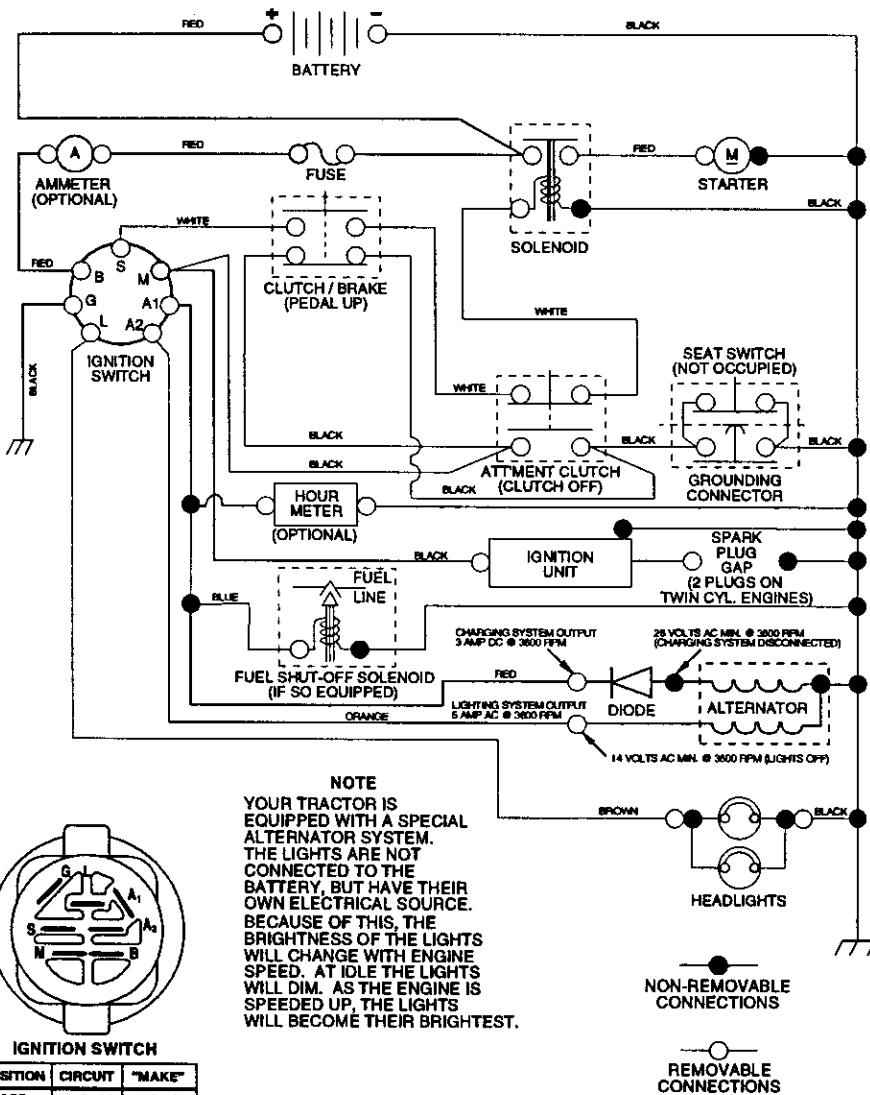 RED
+
-
BLACK
BATTERY
RED
A
AMMETER
(OPTIONAL)
FUSE
RED
M
STARTER
BLACK
SOLENOID
WHITE
CLUTCH / BRAKE
(PEDAL UP)
RED
S
B
M
G
A1
L
A2
IGNITION
SWITCH
BLACK
WHITE
WHITE
SEAT SWITCH
(NOT OCCUPIED)
BLACK
BLACK
BLACK
BLACK
BLACK
ATT'MENT CLUTCH
(CLUTCH OFF)
GROUNDING
CONNECTOR
HOUR
METER
(OPTIONAL)
BLACK
IGNITION
UNIT
SPARK
PLUG
GAP
(2 PLUGS ON
TWIN CYL. ENGINES)
BLUE
FUEL
LINE
FUEL SHUT-OFF SOLENOID
(IF SO EQUIPPED)
CHARGING SYSTEM OUTPUT
3 AMP DC @ 3600 RPM
28 VOLTS AC MIN. @ 3600 RPM
(CHARGING SYSTEM DISCONNECTED)
RED
DIODE
ALTERNATOR
LIGHTING SYSTEM OUTPUT
5 AMP AC @ 3600 RPM
ORANGE
14 VOLTS AC MIN. @ 3600 RPM (LIGHTS OFF)
BROWN
BLACK
HEADLIGHTS
NOTE
YOUR TRACTOR IS
EQUIPPED WITH A SPECIAL
ALTERNATOR SYSTEM.
THE LIGHTS ARE NOT
CONNECTED TO THE
BATTERY, BUT HAVE THEIR
OWN ELECTRICAL SOURCE.
BECAUSE OF THIS, THE
BRIGHTNESS OF THE LIGHTS
WILL CHANGE WITH ENGINE
SPEED. AT IDLE THE LIGHTS
WILL DIM. AS THE ENGINE IS
SPEEDED UP, THE LIGHTS
WILL BECOME THEIR BRIGHTEST.
G
L
A1
S
A2
M
B
IGNITION SWITCH
SITION CIRCUIT "MAKE"
NON-REMOVABLE
CONNECTIONS
REMOVABLE
CONNECTIONS